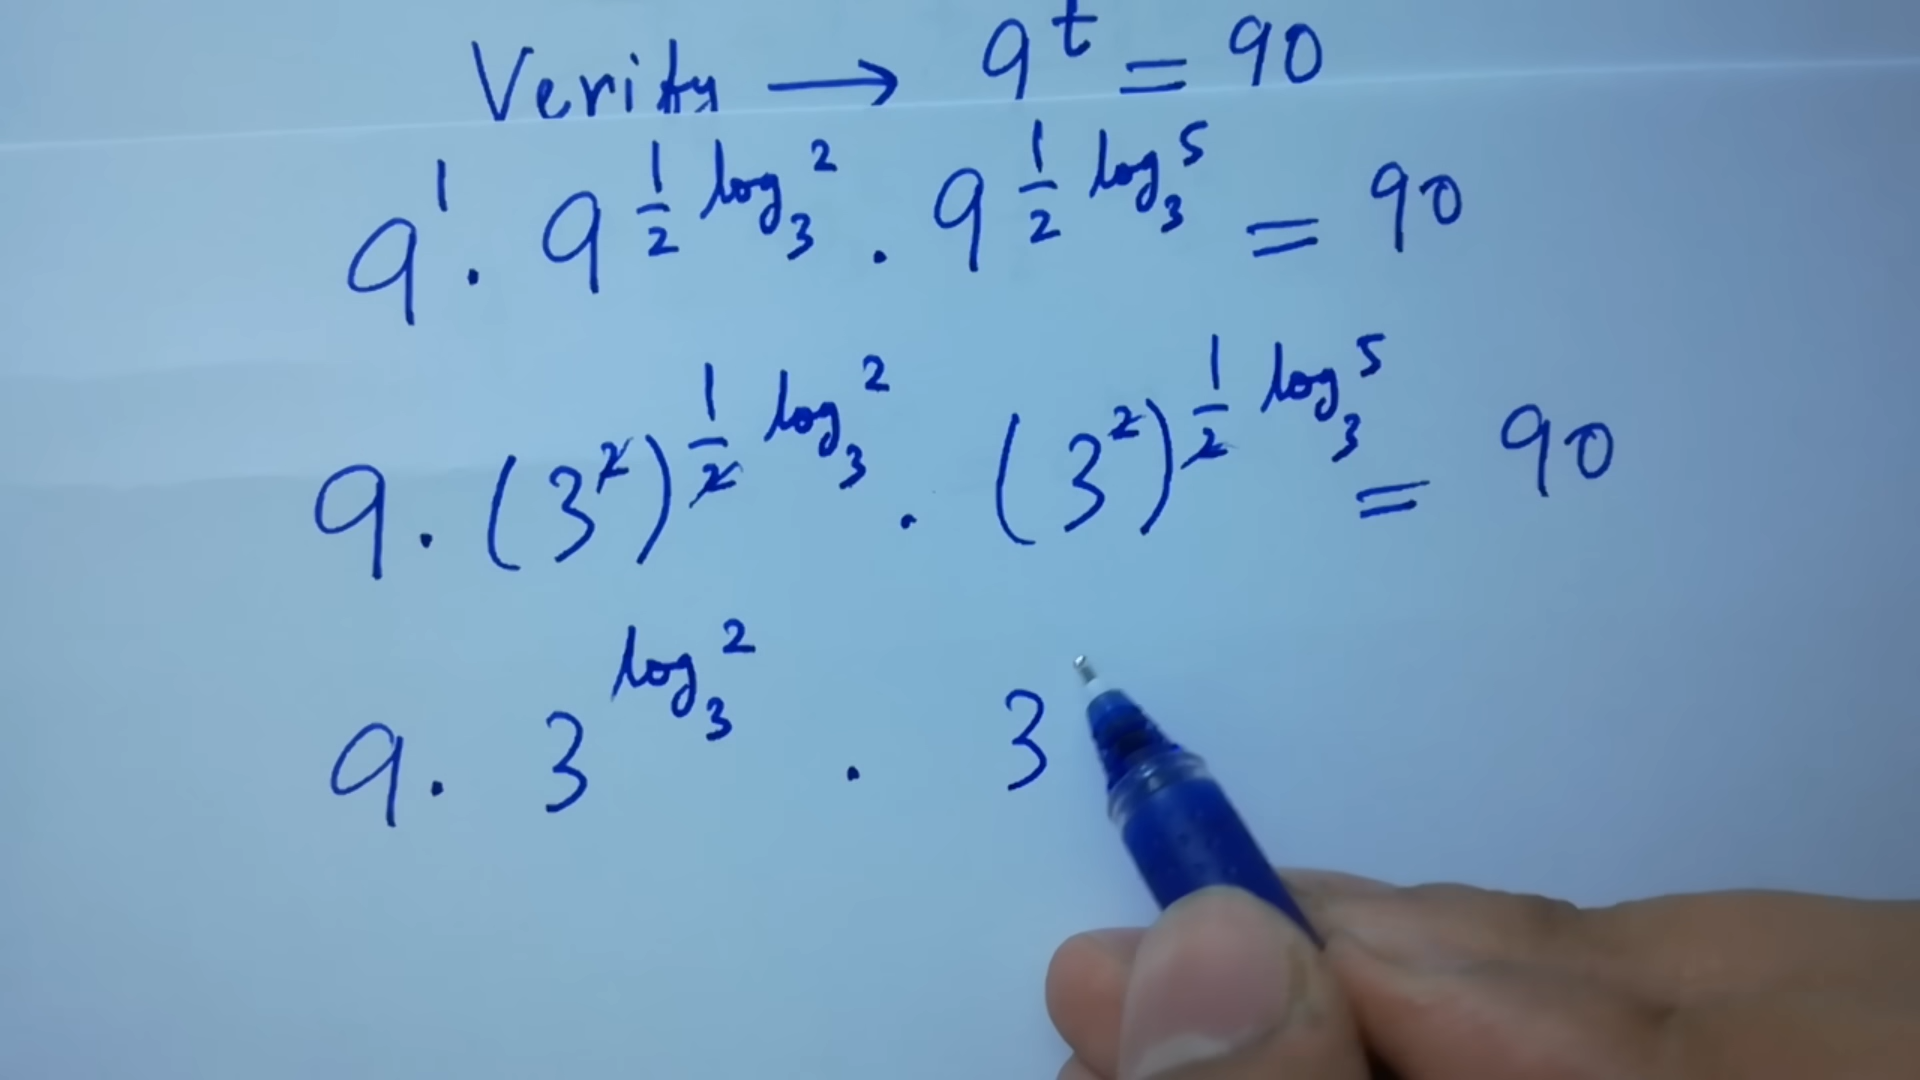 Verify → 9^t = 90
9^1 . 9^{1/2 log_3 2} . 9^{1/2 log_3 5} = 90
9 . (3^2)^{1/2 log_3 2} . (3^2)^{1/2 log_3 5} = 90
9 . 3^{log_3 2} . 3